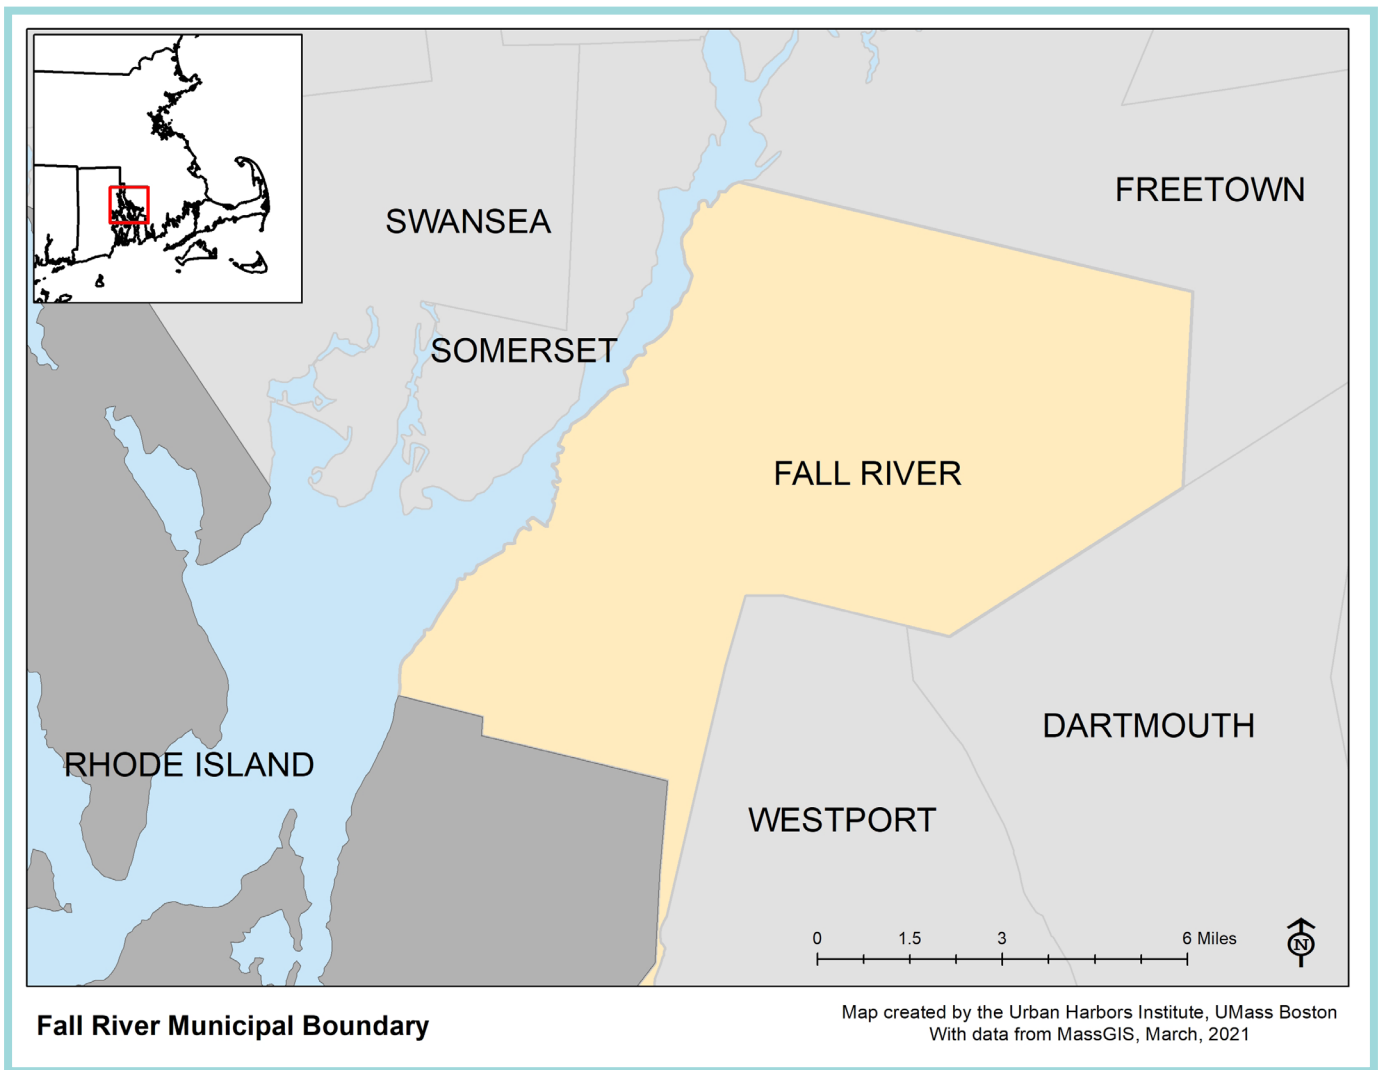 FREETOWN
SWANSEA
SOMERSET
FALL RIVER
DARTMOUTH
RHODE ISLAND
WESTPORT
0 1.5 3 6 Miles
N
Fall River Municipal Boundary
Map created by the Urban Harbors Institute, UMass Boston
With data from MassGIS, March, 2021